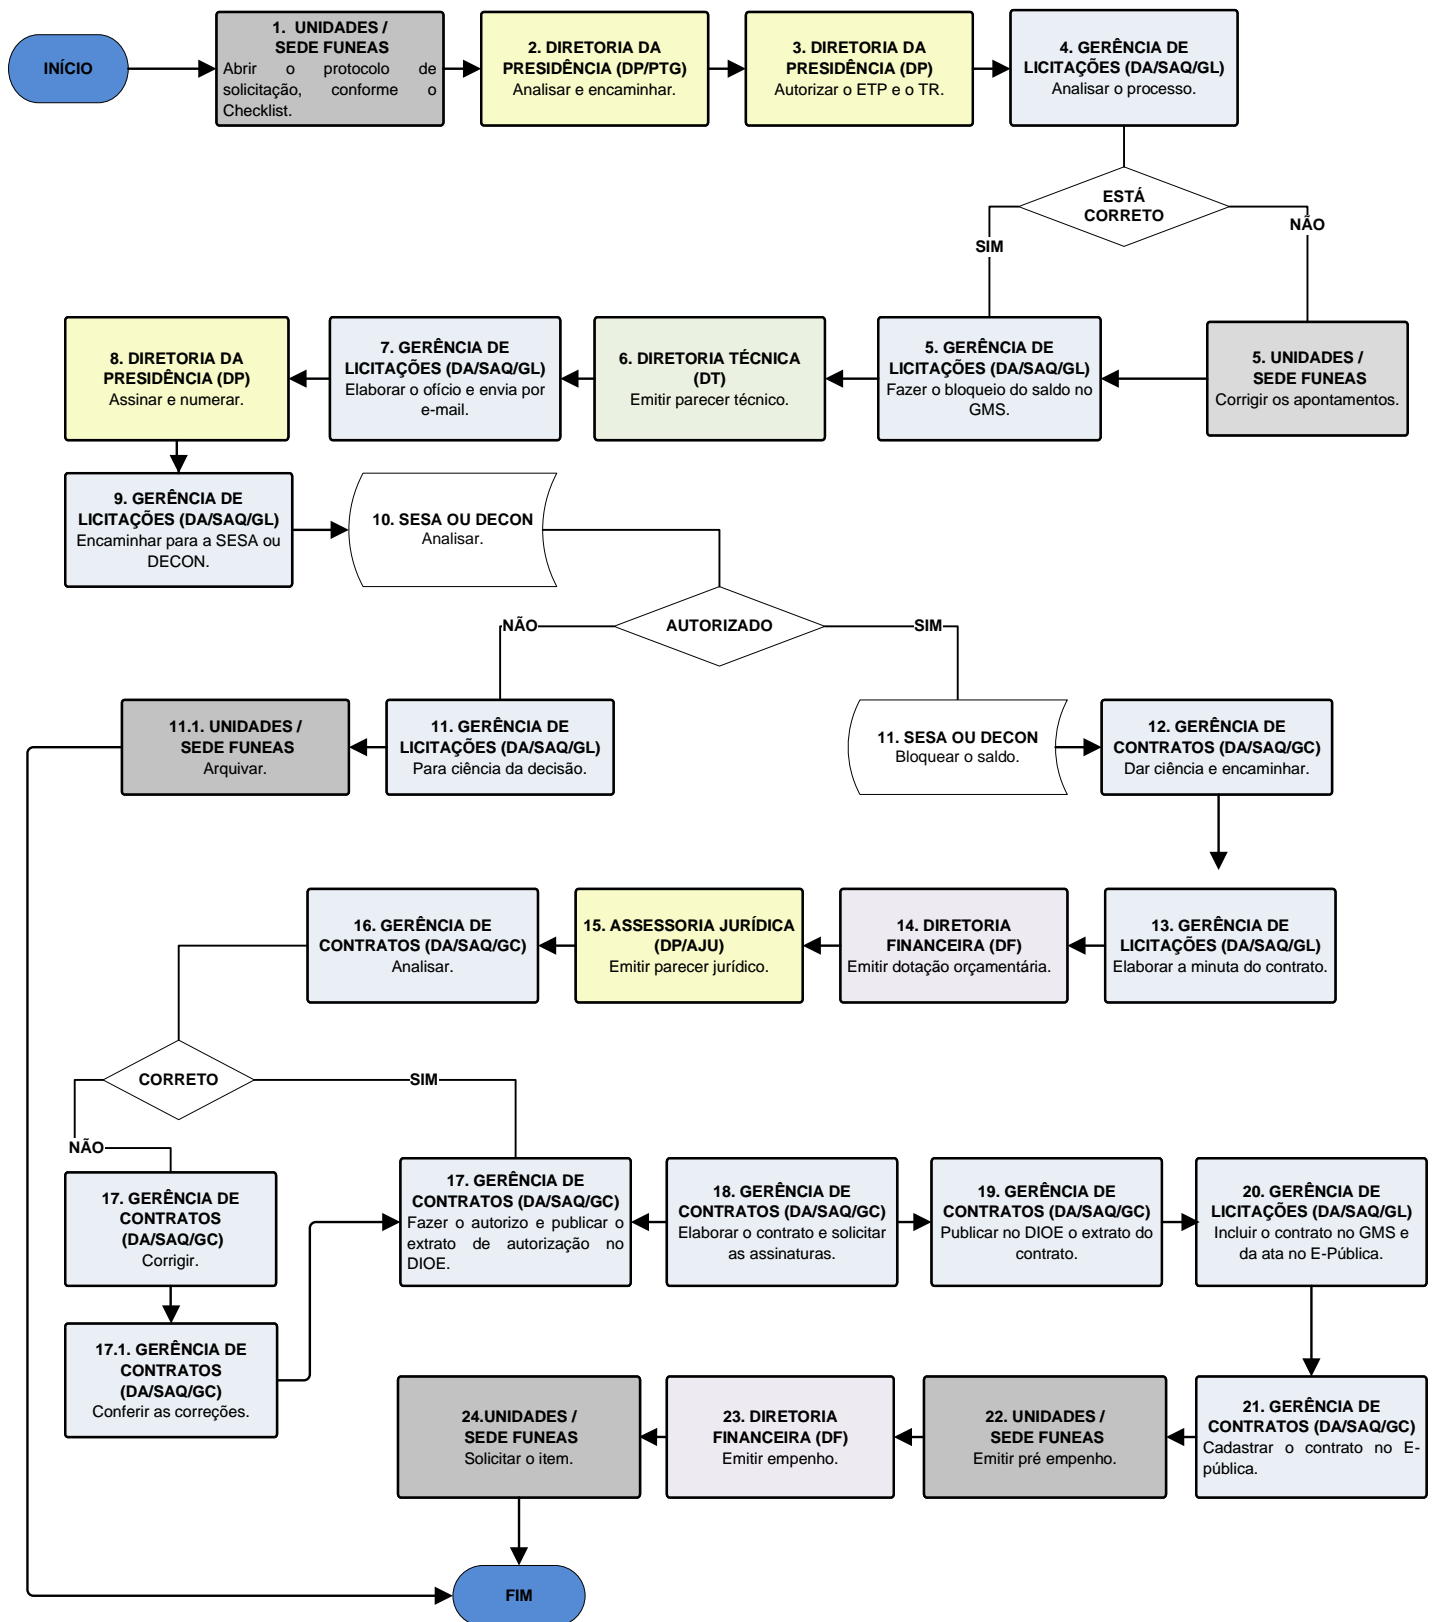 INÍCIO
1. UNIDADES /
SEDE FUNEAS
Abrir o protocolo de
solicitação, conforme o
Checklist.
2. DIRETORIA DA
PRESIDÊNCIA (DP/PTG)
Analisar e encaminhar.
3. DIRETORIA DA
PRESIDÊNCIA (DP)
Autorizar o ETP e o TR.
4. GERÊNCIA DE
LICITAÇÕES (DA/SAQ/GL)
Analisar o processo.
ESTÁ
CORRETO
SIM
NÃO
8. DIRETORIA DA
PRESIDÊNCIA (DP)
Assinar e numerar.
7. GERÊNCIA DE
LICITAÇÕES (DA/SAQ/GL)
Elaborar o ofício e envia por
e-mail.
6. DIRETORIA TÉCNICA
(DT)
Emitir parecer técnico.
5. GERÊNCIA DE
LICITAÇÕES (DA/SAQ/GL)
Fazer o bloqueio do saldo no
GMS.
5. UNIDADES /
SEDE FUNEAS
Corrigir os apontamentos.
9. GERÊNCIA DE
LICITAÇÕES (DA/SAQ/GL)
Encaminhar para a SESA ou
DECON.
10. SESA OU DECON
Analisar.
NÃO
AUTORIZADO
SIM
11.1. UNIDADES /
SEDE FUNEAS
Arquivar.
11. GERÊNCIA DE
LICITAÇÕES (DA/SAQ/GL)
Para ciência da decisão.
11. SESA OU DECON
Bloquear o saldo.
12. GERÊNCIA DE
CONTRATOS (DA/SAQ/GC)
Dar ciência e encaminhar.
16. GERÊNCIA DE
CONTRATOS (DA/SAQ/GC)
Analisar.
15. ASSESSORIA JURÍDICA
(DP/AJU)
Emitir parecer jurídico.
14. DIRETORIA
FINANCEIRA (DF)
Emitir dotação orçamentária.
13. GERÊNCIA DE
LICITAÇÕES (DA/SAQ/GL)
Elaborar a minuta do contrato.
CORRETO
SIM
NÃO
17. GERÊNCIA DE
CONTRATOS
(DA/SAQ/GC)
Corrigir.
17. GERÊNCIA DE
CONTRATOS (DA/SAQ/GC)
Fazer o autorizo e publicar o
extrato de autorização no
DIOE.
18. GERÊNCIA DE
CONTRATOS (DA/SAQ/GC)
Elaborar o contrato e solicitar
as assinaturas.
19. GERÊNCIA DE
CONTRATOS (DA/SAQ/GC)
Publicar no DIOE o extrato do
contrato.
20. GERÊNCIA DE
LICITAÇÕES (DA/SAQ/GL)
Incluir o contrato no GMS e
da ata no E-Pública.
17.1. GERÊNCIA DE
CONTRATOS
(DA/SAQ/GC)
Conferir as correções.
24.UNIDADES /
SEDE FUNEAS
Solicitar o item.
23. DIRETORIA
FINANCEIRA (DF)
Emitir empenho.
22. UNIDADES /
SEDE FUNEAS
Emitir pré empenho.
21. GERÊNCIA DE
CONTRATOS (DA/SAQ/GC)
Cadastrar o contrato no E-
pública.
FIM